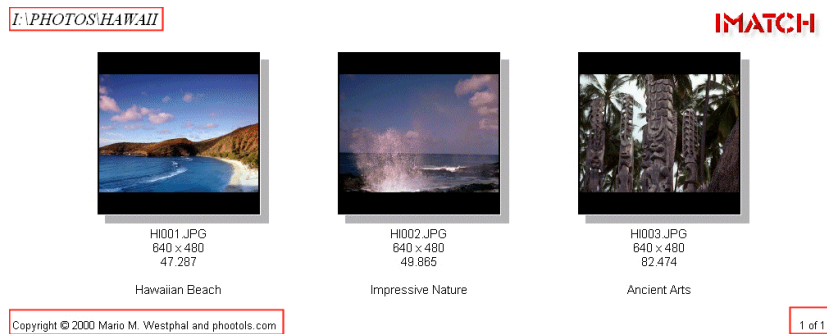 I:\PHOTOS\HAWAII
IMATCH
HI001.JPG
640 x 480
47.287
Hawaiian Beach
HI002.JPG
640 x 480
49.865
Impressive Nature
HI003.JPG
640 x 480
82.474
Ancient Arts
Copyright © 2000 Mario M. Westphal and phootols.com
1 of 1